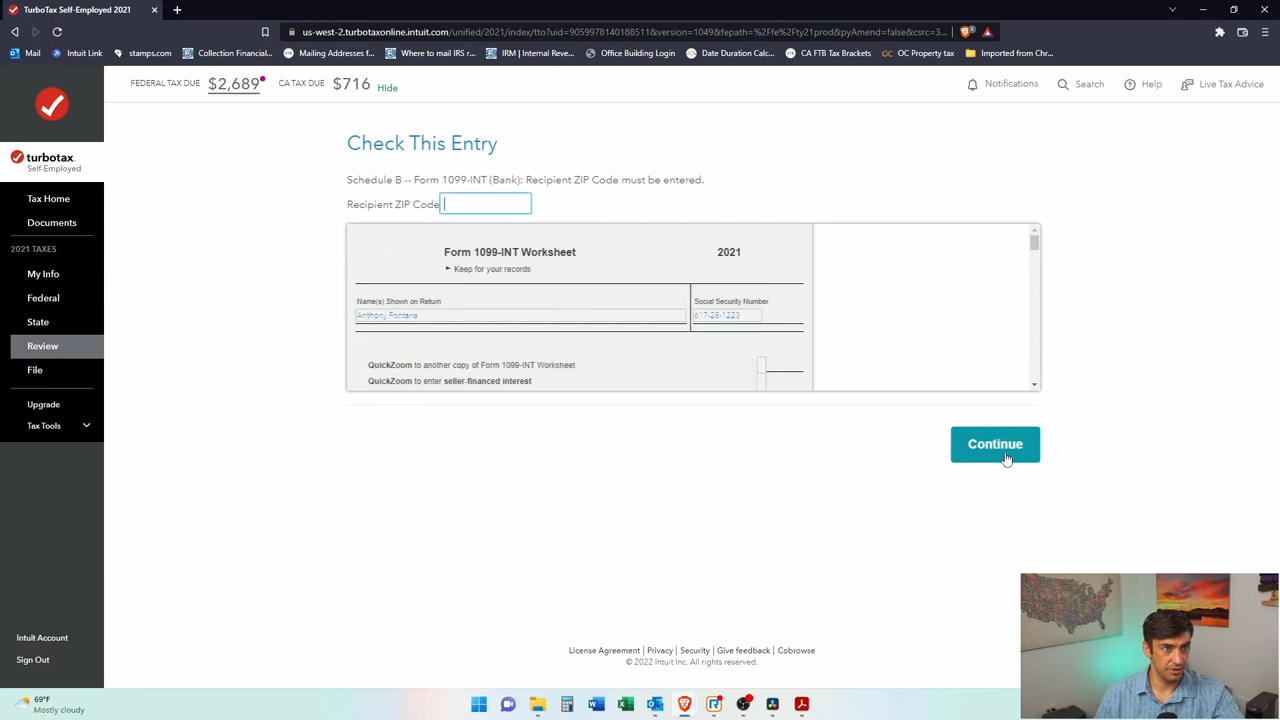 TurboTax Self-Employed 2021
us-west-2.turbotaxonline.intuit.com/unified/2021/index/tto?uid=9059978140188511&version=1049&fepath=%2Ffe%2Fty21prod&pyAmend=false&csrc=3...
Mail
Intuit Link
stamps.com
Collection Financial...
Mailing Addresses f...
Where to mail IRS r...
IRM | Internal Reve...
Office Building Login
Date Duration Calc...
CA FTB Tax Brackets
OC Property tax
Imported from Chr...
FEDERAL TAX DUE $2,689 CA TAX DUE $716 Hide
Notifications Search Help Live Tax Advice
turbotax
Self-Employed
Tax Home
Documents
2021 TAXES
My Info
Federal
State
Review
File
Upgrade
Tax Tools
Intuit Account
Sign Out
Check This Entry
Schedule B -- Form 1099-INT (Bank): Recipient ZIP Code must be entered.
Recipient ZIP Code
Form 1099-INT Worksheet 2021
Keep for your records
Name(s) Shown on Return Social Security Number
Anthony Fontana 617-28-1223
QuickZoom to another copy of Form 1099-INT Worksheet
QuickZoom to enter seller-financed interest
Continue
License Agreement | Privacy | Security | Give feedback | Cobrowse
© 2022 Intuit Inc. All rights reserved.
69°F
Mostly cloudy